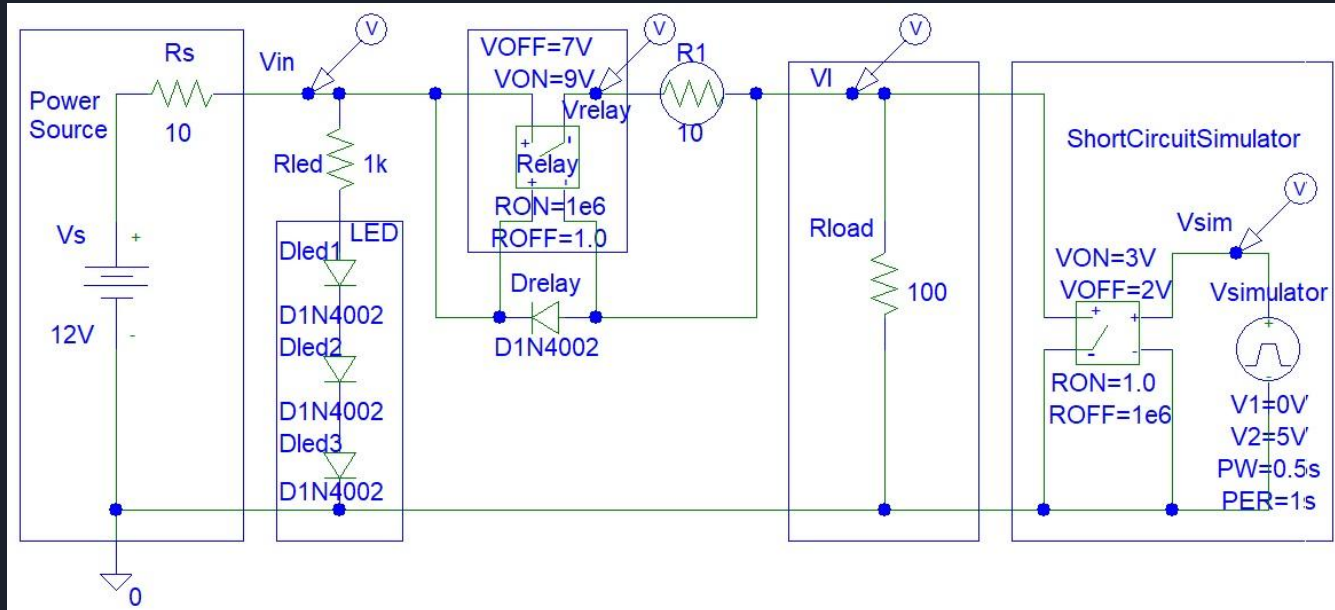 Power
Source
Rs
10
Vs
+
-
12V
0
Vin
V
Rled
1k
LED
Dled1
D1N4002
Dled2
D1N4002
Dled3
D1N4002
VOFF=7V
VON=9V
V
Vrelay
+
-
Relay
+
-
RON=1e6
ROFF=1.0
Drelay
D1N4002
R1
10
Vl
V
Rload
100
ShortCircuitSimulator
V
Vsim
VON=3V
VOFF=2V
+
+
-
-
RON=1.0
ROFF=1e6
Vsimulator
+
-
V1=0V
V2=5V
PW=0.5s
PER=1s